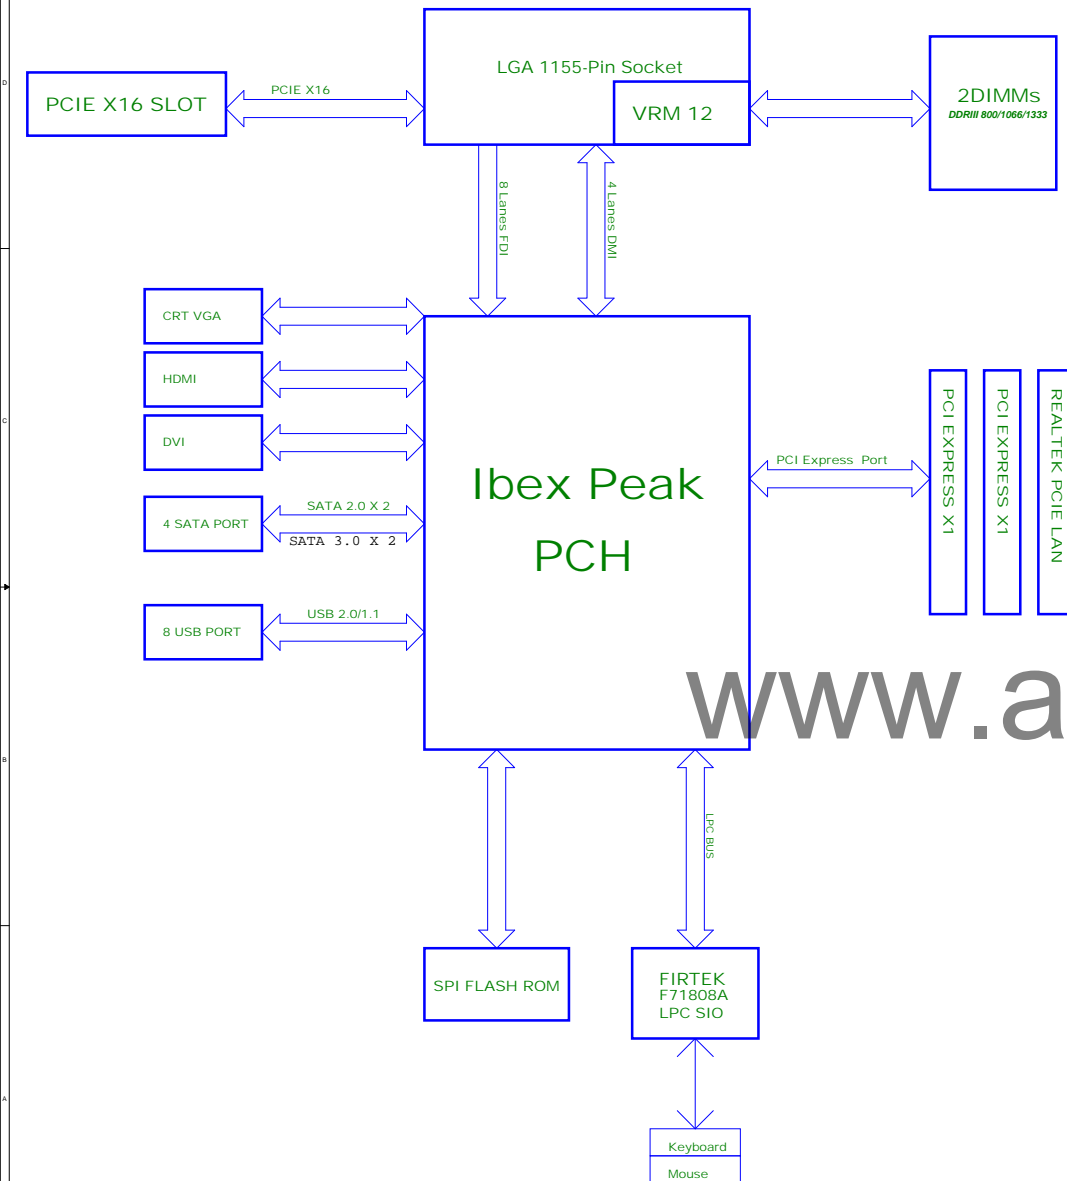 LGA 1155-Pin Socket
VRM 12
PCIE X16 SLOT
PCIE X16
2DIMMs
DDRIII 800/1066/1333
8 Lanes FDI
4 Lanes DMI
CRT VGA
HDMI
DVI
4 SATA PORT
SATA 2.0 X 2
SATA 3.0 X 2
8 USB PORT
USB 2.0/1.1
Ibex Peak
PCH
PCI Express Port
PCI EXPRESS X1
PCI EXPRESS X1
REALTEK PCIE LAN
www.a
LPC BUS
SPI FLASH ROM
FIRTEK
F71808A
LPC SIO
Keyboard
Mouse
D
C
B
A